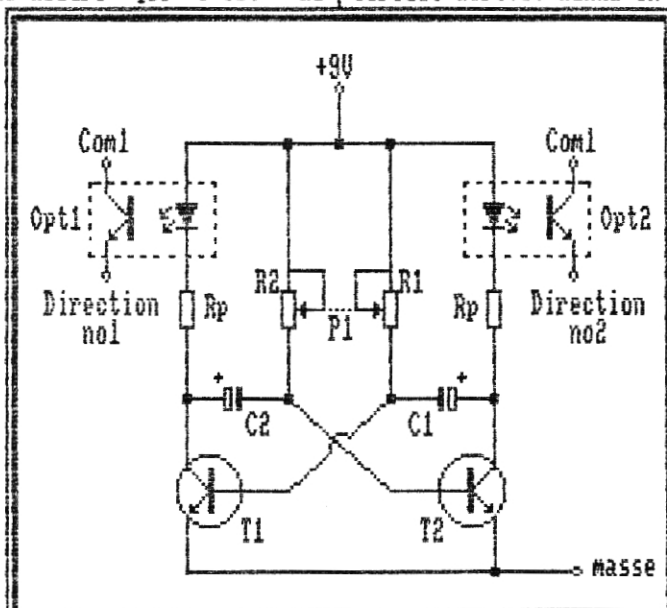 +9V
Com1 Com1
Opt1 Opt2
Direction no1
R2 R1
Direction no2
Rp P1 Rp
C2 C1
T1 T2
masse